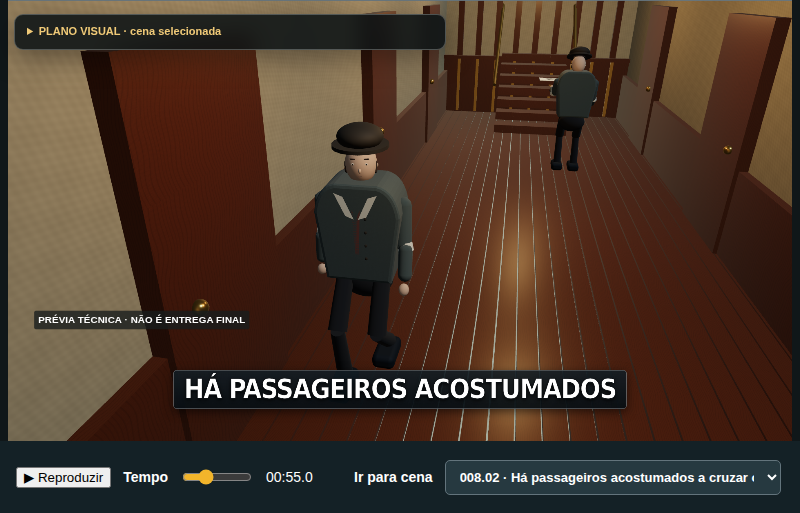 ▶ PLANO VISUAL · cena selecionada
PRÉVIA TÉCNICA · NÃO É ENTREGA FINAL
HÁ PASSAGEIROS ACOSTUMADOS
▶ Reproduzir Tempo 00:55.0 Ir para cena 008.02 · Há passageiros acostumados a cruzar